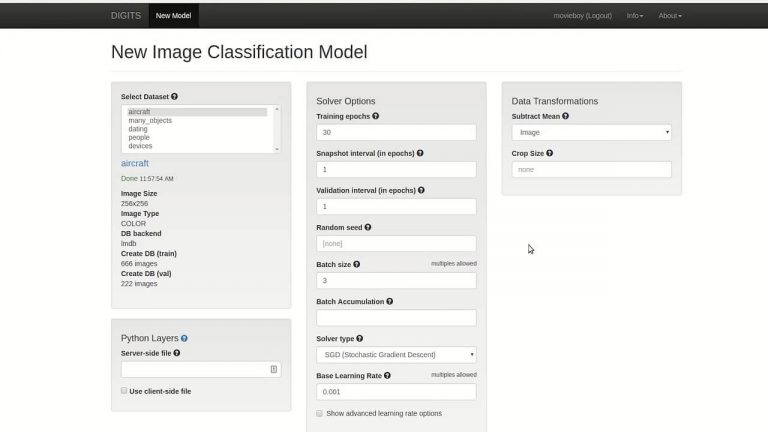 DIGITS New Model movieboy (Logout) Info About
New Image Classification Model
Select Dataset
aircraft
many_objects
dating
people
devices
aircraft
Done 11:57:54 AM
Image Size
256x256
Image Type
COLOR
DB backend
lmdb
Create DB (train)
666 images
Create DB (val)
222 images
Python Layers
Server-side file
Use client-side file
Solver Options
Training epochs
30
Snapshot interval (in epochs)
1
Validation interval (in epochs)
1
Random seed
[none]
Batch size multiples allowed
3
Batch Accumulation
Solver type
SGD (Stochastic Gradient Descent)
Base Learning Rate multiples allowed
0.001
Show advanced learning rate options
Data Transformations
Subtract Mean
Image
Crop Size
none